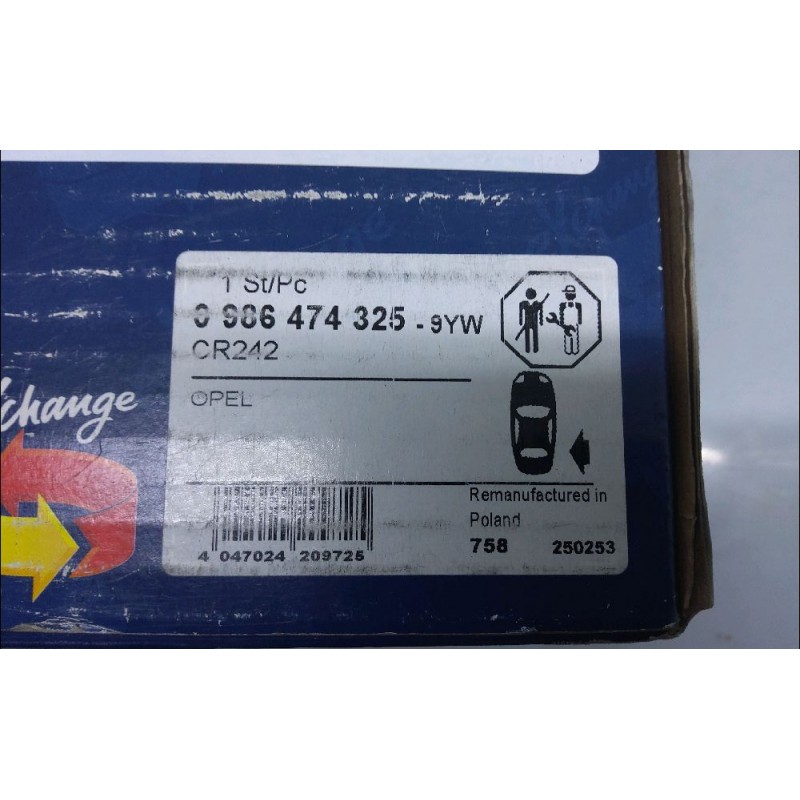 1 St/Pc
0 986 474 325 - 9YW
CR242
OPEL
change
Remanufactured in
Poland
4 047024 209725
758 250253